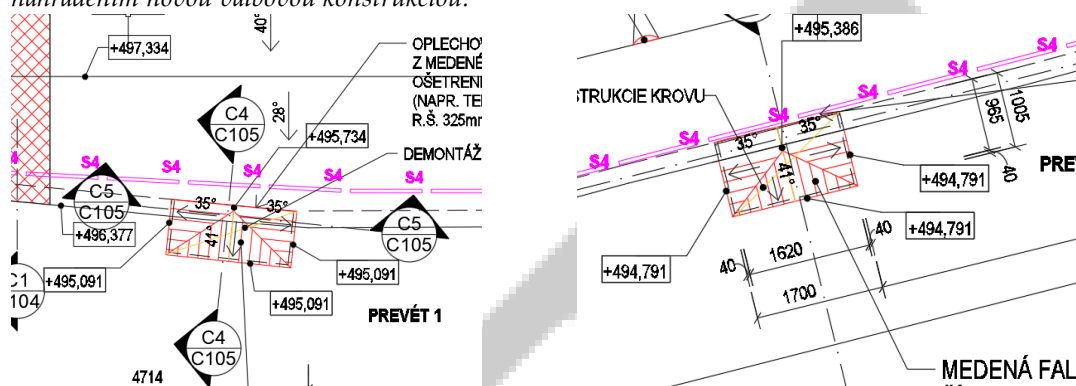 nahradením novou valbovou konštrukciou.
40°
+497,334
OPLECHOV
Z MEDENÉ
OŠETREN
(NAPR. TE
R.Š. 325mm
C4
C105
28°
+495,734
DEMONTÁŽ
S4
S4
S4
S4
S4
S4
C5
C105
35°
35°
C5
C105
41°
+496,377
+495,091
C1
104
+495,091
+495,091
PREVÉT 1
C4
C105
4714
+495,386
S4
S4
S4
S4
S4
S4
ŠTRUKCIE KROVU
35°
35°
41°
965
1005
40
PRE
+494,791
+494,791
+494,791
40
1620
40
1700
MEDENÁ FAL